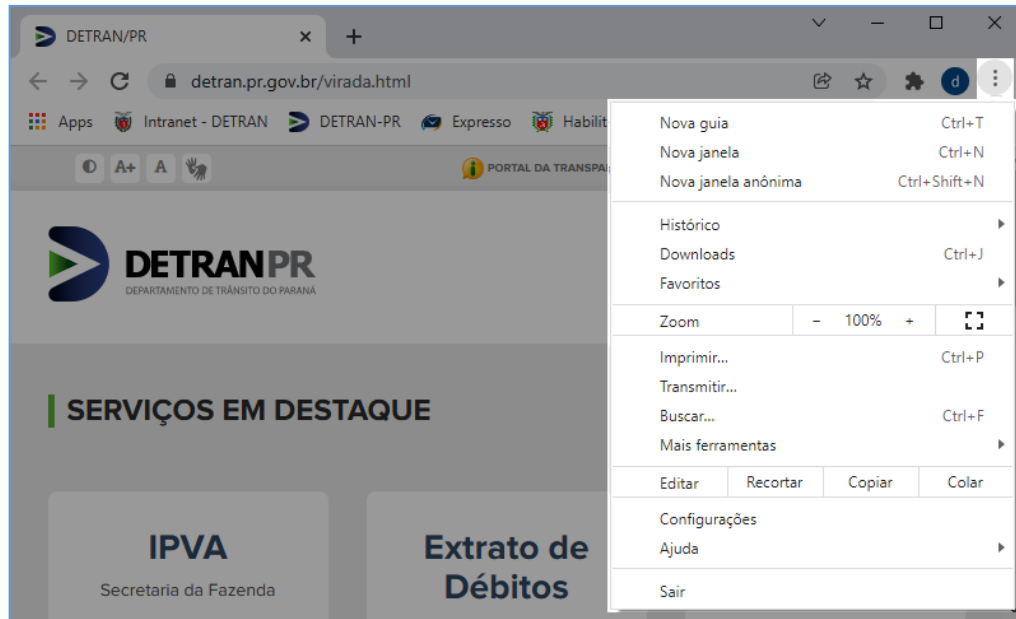 DETRAN/PR
detran.pr.gov.br/virada.html
d
Apps Intranet - DETRAN DETRAN-PR Expresso Habilit
A+ A PORTAL DA TRANSPA
Nova guia Ctrl+T
Nova janela Ctrl+N
Nova janela anônima Ctrl+Shift+N
Histórico
Downloads Ctrl+J
Favoritos
Zoom - 100% +
Imprimir... Ctrl+P
Transmitir...
Buscar... Ctrl+F
Mais ferramentas
Editar Recortar Copiar Colar
Configurações
Ajuda
Sair
DETRANPR
DEPARTAMENTO DE TRÂNSITO DO PARANÁ
SERVIÇOS EM DESTAQUE
IPVA
Secretaria da Fazenda
Extrato de
Débitos